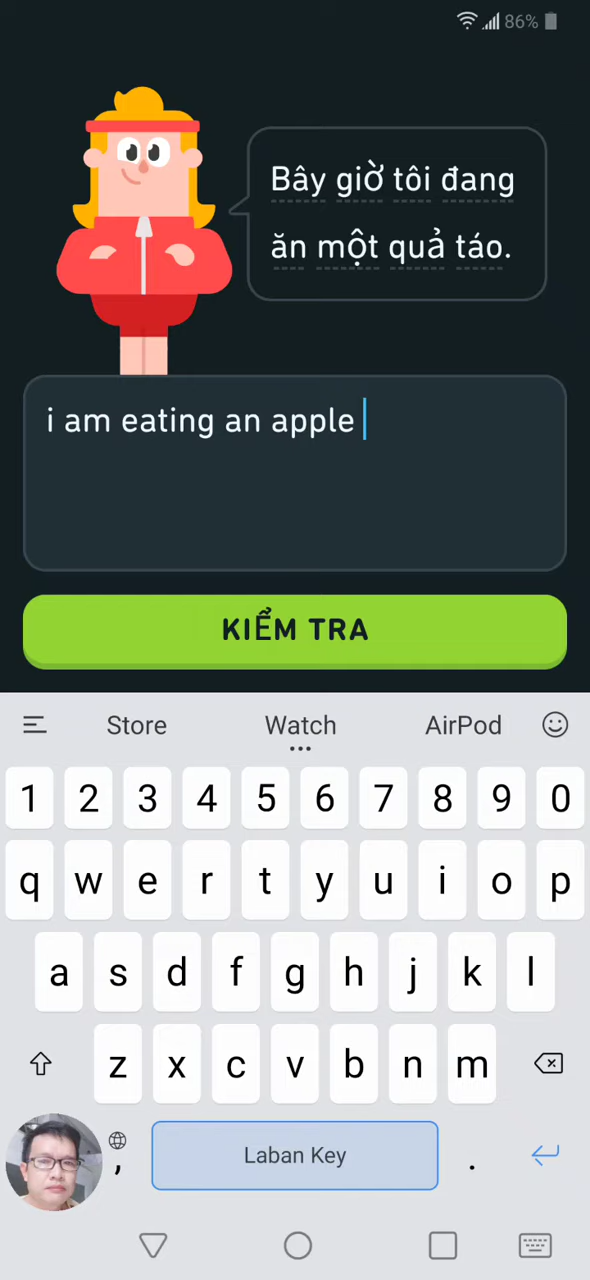 86%
Bây giờ tôi đang
ăn một quả táo.
i am eating an apple
KIỂM TRA
Store Watch AirPod
1 2 3 4 5 6 7 8 9 0
q w e r t y u i o p
a s d f g h j k l
z x c v b n m
, Laban Key .